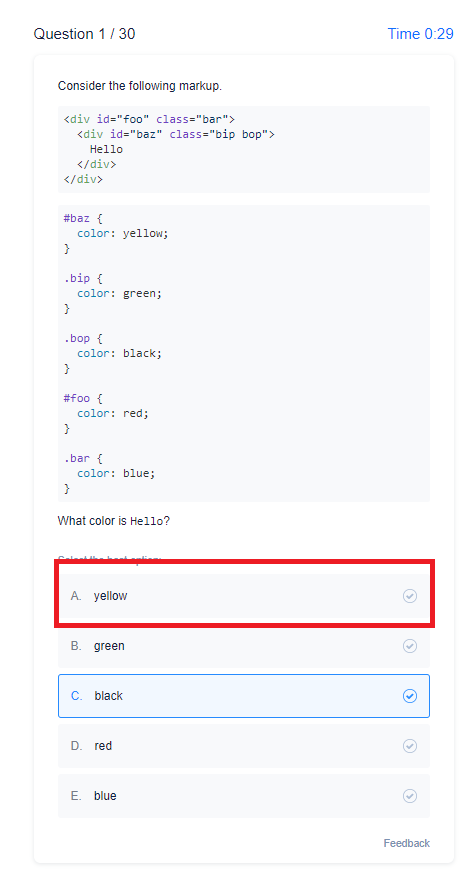 Question 1 / 30
Time 0:29
Consider the following markup.
<div id="foo" class="bar">
  <div id="baz" class="bip bop">
    Hello
  </div>
</div>
#baz {
  color: yellow;
}
.bip {
  color: green;
}
.bop {
  color: black;
}
#foo {
  color: red;
}
.bar {
  color: blue;
}
What color is Hello?
Select the best option:
A. yellow
B. green
C. black
D. red
E. blue
Feedback